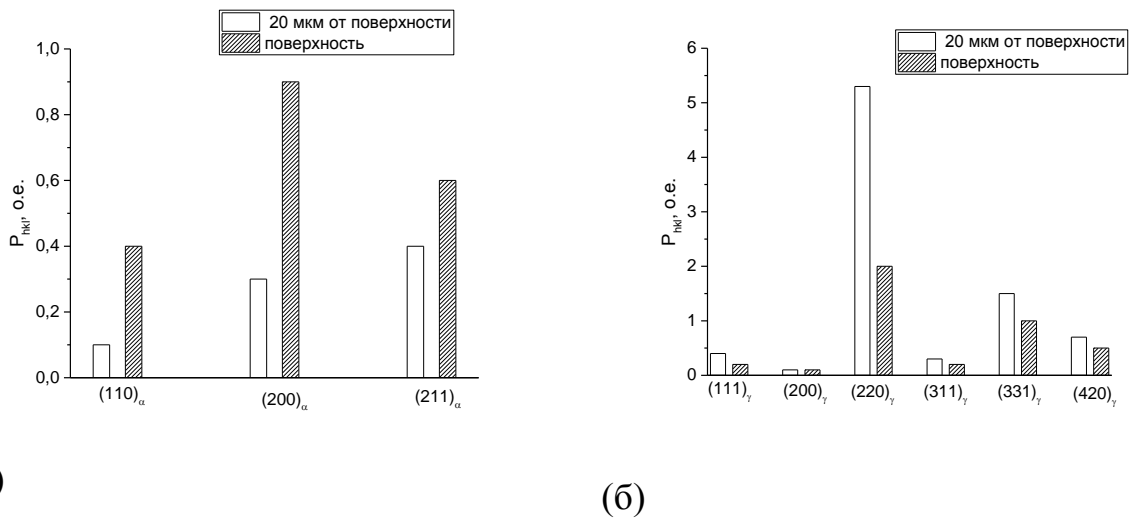 20 мкм от поверхности
поверхность
1,0
0,8
0,6
0,4
0,2
0,0
P hkl, о.е.
(110)α
(200)α
(211)α
)
20 мкм от поверхности
поверхность
6
5
4
3
2
1
0
P hkl, о.е.
(111)γ
(200)γ
(220)γ
(311)γ
(331)γ
(420)γ
(б)